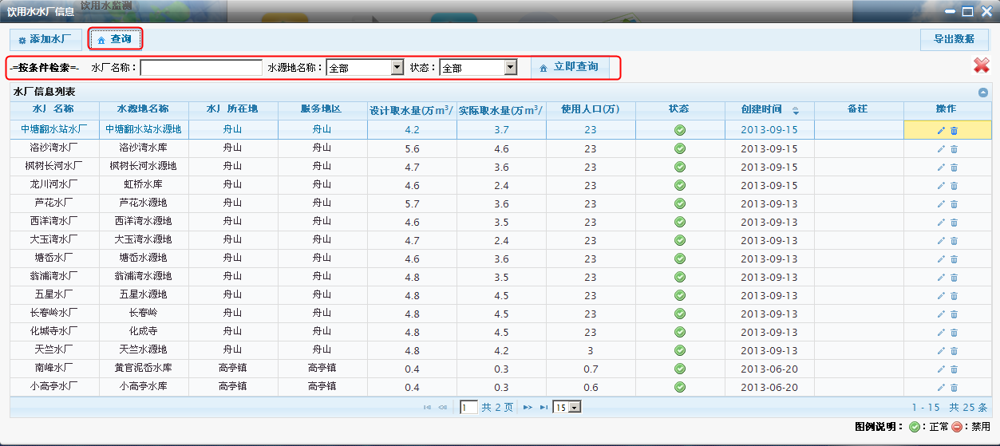 饮用水水厂信息
饮用水监测
添加水厂 查询 导出数据
-=按条件检索=- 水厂名称： 水源地名称： 全部 状态： 全部 立即查询
水厂信息列表
水厂名称 水源地名称 水厂所在地 服务地区 设计取水量(万m³/ 实际取水量(万m³/ 使用人口(万) 状态 创建时间 备注 操作
中塘翻水站水厂 中塘翻水站水源地 舟山 舟山 4.2 3.7 23 2013-09-15
洛沙湾水厂 洛沙湾水库 舟山 舟山 5.6 4.6 23 2013-09-15
枫树长河水厂 枫树长河水源地 舟山 舟山 4.7 3.6 23 2013-09-15
龙川河水厂 虹桥水库 舟山 舟山 4.6 2.4 23 2013-09-15
芦花水厂 芦花水源地 舟山 舟山 5.7 3.6 23 2013-09-13
西洋湾水厂 西洋湾水源地 舟山 舟山 4.6 3.5 23 2013-09-13
大玉湾水厂 大玉湾水源地 舟山 舟山 4.7 2.4 23 2013-09-13
塘岙水厂 塘岙水源地 舟山 舟山 4.6 3.6 23 2013-09-13
翁浦湾水厂 翁浦湾水源地 舟山 舟山 4.8 3.5 23 2013-09-13
五星水厂 五星水源地 舟山 舟山 4.8 4.5 23 2013-09-13
长春岭水厂 长春岭 舟山 舟山 4.8 4.5 23 2013-09-13
化城寺水厂 化成寺 舟山 舟山 4.8 4.5 23 2013-09-13
天竺水厂 天竺水源地 舟山 舟山 4.8 4.2 3 2013-09-13
南峰水厂 黄官泥岙水库 高亭镇 高亭镇 0.4 0.3 0.7 2013-06-20
小高亭水厂 小高亭水库 高亭镇 高亭镇 0.4 0.3 0.6 2013-06-20
1 共 2 页 15 1 - 15 共 25 条
图例说明： ：正常 ：禁用